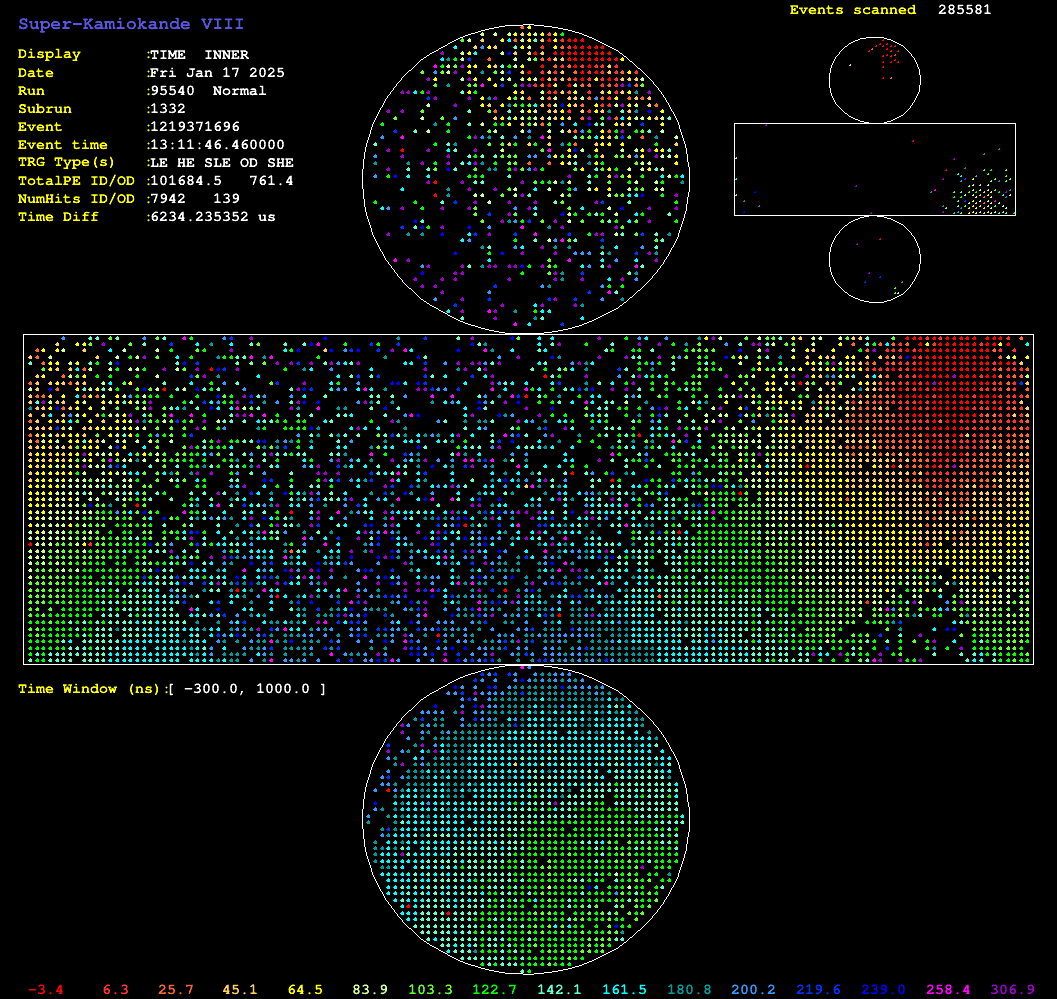 Super-Kamiokande VIII
Events scanned 285581
Display :TIME INNER
Date :Fri Jan 17 2025
Run :95540 Normal
Subrun :1332
Event :1219371696
Event time :13:11:46.460000
TRG Type(s) :LE HE SLE OD SHE
TotalPE ID/OD :101684.5 761.4
NumHits ID/OD :7942 139
Time Diff :6234.235352 us
Time Window (ns):[ -300.0, 1000.0 ]
-3.4 6.3 25.7 45.1 64.5 83.9 103.3 122.7 142.1 161.5 180.8 200.2 219.6 239.0 258.4 306.9